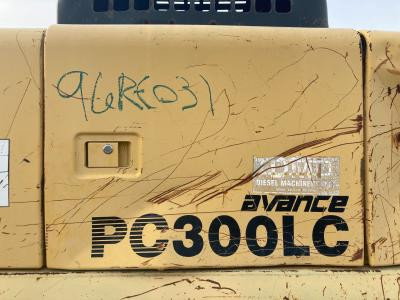 96RE031
DIESEL MACHINERY
avance
PC300LC